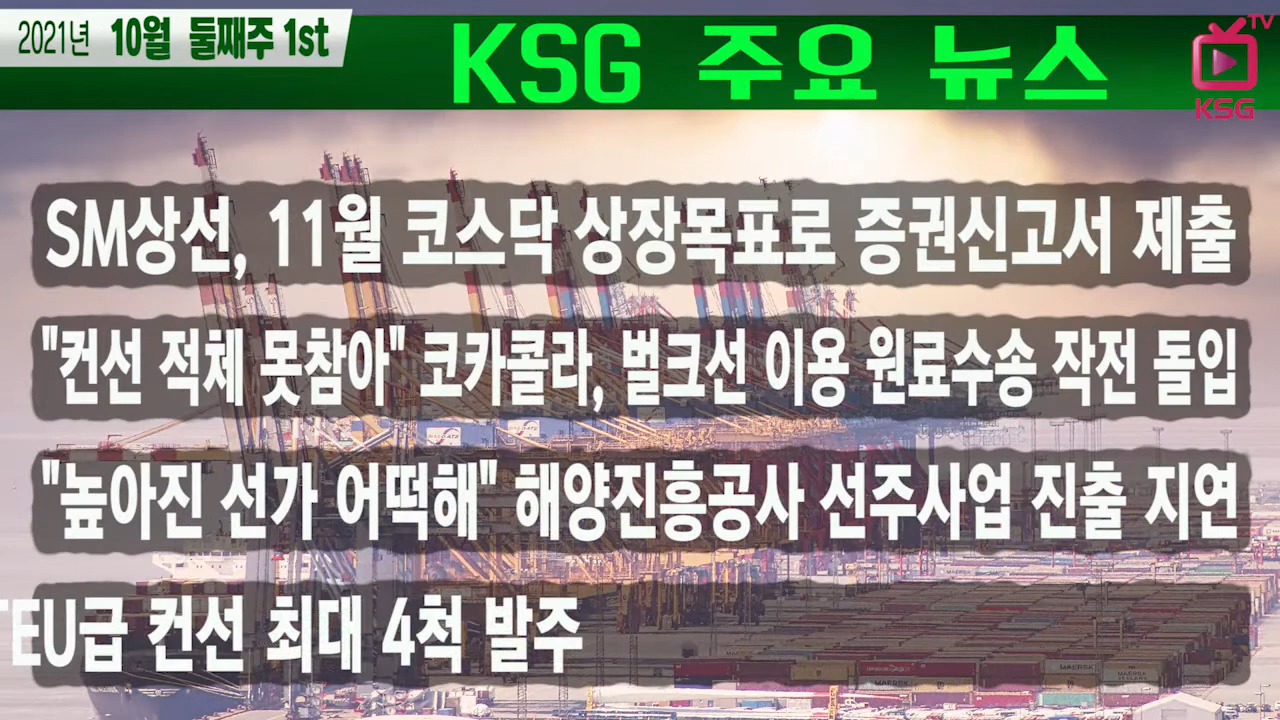 2021년 10월 둘째주 1st
KSG 주요 뉴스
TV
KSG
SM상선, 11월 코스닥 상장목표로 증권신고서 제출
"컨선 적체 못참아" 코카콜라, 벌크선 이용 원료수송 작전 돌입
"높아진 선가 어떡해" 해양진흥공사 선주사업 진출 지연
TEU급 컨선 최대 4척 발주
MAERSK
MAERSK
MAERSK